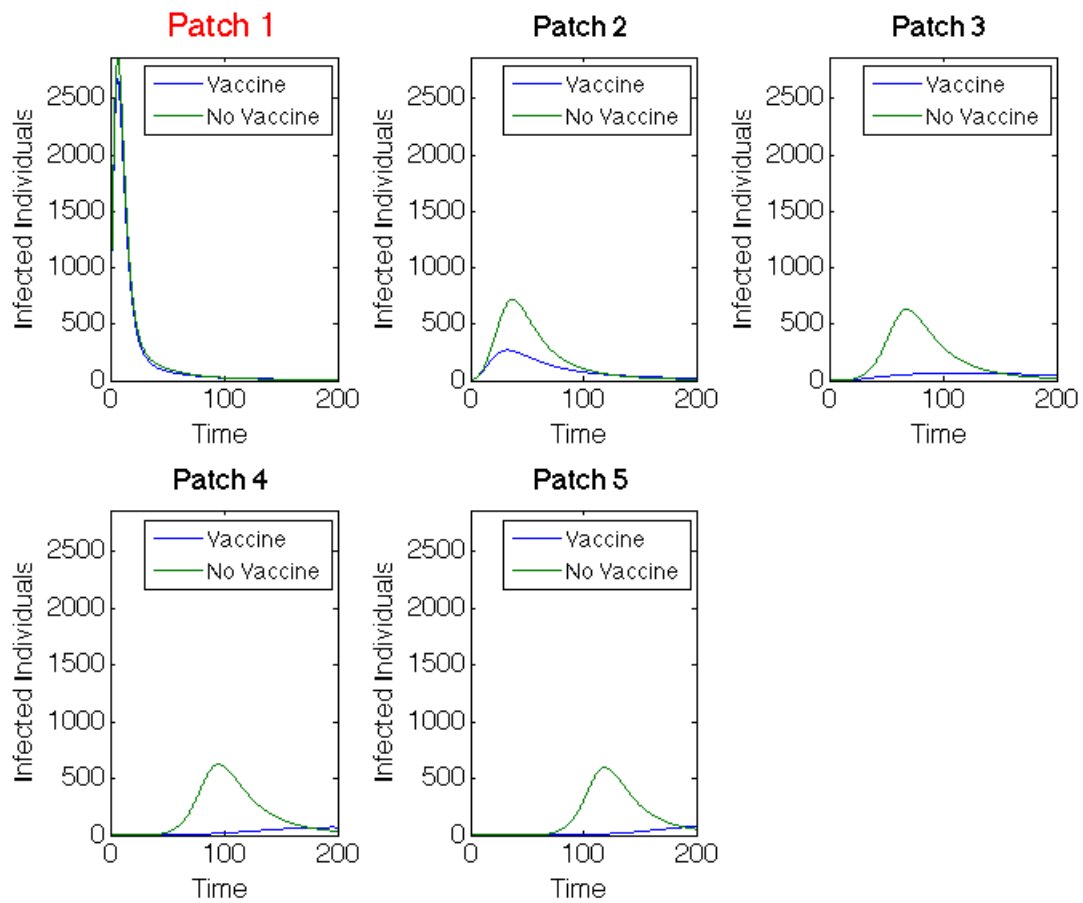 Patch 1
Infected Individuals
2500
2000
1500
1000
500
0
0 100 200
Time
Vaccine
No Vaccine
Patch 2
Infected Individuals
2500
2000
1500
1000
500
0
0 100 200
Time
Vaccine
No Vaccine
Patch 3
Infected Individuals
2500
2000
1500
1000
500
0
0 100 200
Time
Vaccine
No Vaccine
Patch 4
Infected Individuals
2500
2000
1500
1000
500
0
0 100 200
Time
Vaccine
No Vaccine
Patch 5
Infected Individuals
2500
2000
1500
1000
500
0
0 100 200
Time
Vaccine
No Vaccine